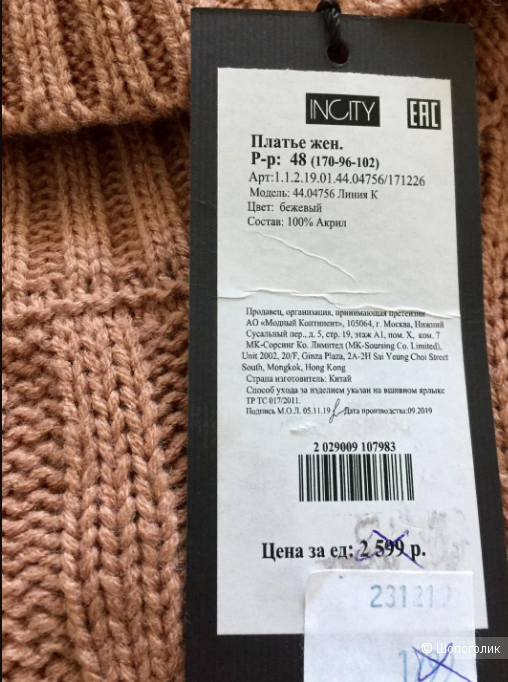 INCITY EAC
Платье жен.
Р-р: 48 (170-96-102)
Арт:1.1.2.19.01.44.04756/171226
Модель: 44.04756 Линия К
Цвет: бежевый
Состав: 100% Акрил
Продавец, организация, принимающая претензии
АО «Модный Континент», 105064, г. Москва, Нижний
Сусальный пер., д. 5, стр. 19, этаж А1, пом. X, ком. 7
МК-Сорсинг Ко. Лимитед (MK-Soursing Co. Limited),
Unit 2002, 20/F, Ginza Plaza, 2A-2H Sai Yeung Choi Street
South, Mongkok, Hong Kong
Страна изготовитель: Китай
Способ ухода за изделием указан на вшивном ярлыке
ТР ТС 017/2011.
Подпись М.О.Л. 05.11.19 Дата производства:09.2019
2 029009 107983
Цена за ед: 2 599 р.
© Шопоголик